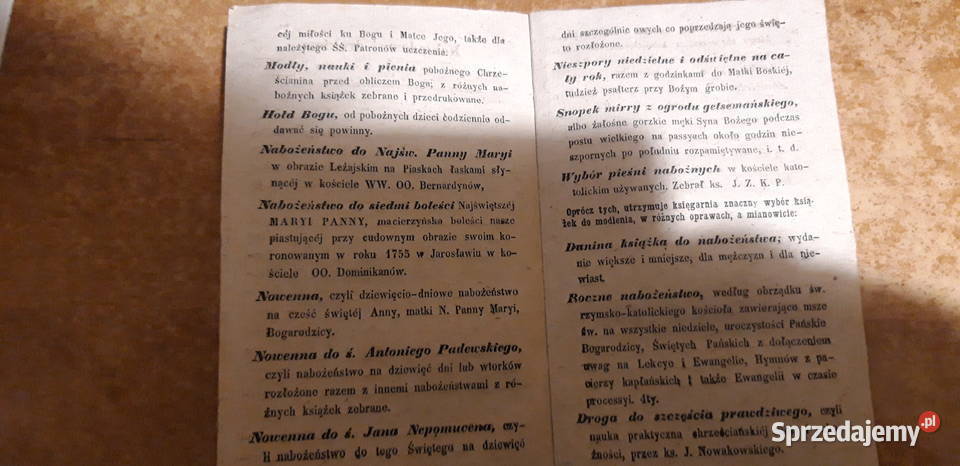 céj miłości ku Bogu i Matce Jego, także dla
należytego ŚŚ. Patronów uczczenia.
Modły, nauki i pienia pobożnego Chrze-
ścianina przed obliczem Boga; z różnych na-
bożnych książek zebrane i przedrukowane.
Hołd Bogu, od pobożnych dzieci codziennie od-
dawać się powinny.
Nabożeństwo do Najśw. Panny Maryi
w obrazie Leżajskim na Piaskach łaskami sły-
nącéj w kościele WW. OO. Bernardynów,
Nabożeństwo do siedmi boleści Najświętszéj
MARYI PANNY, macierzyńsko boleści nasze
piastującéj przy cudownym obrazie swoim ko-
ronowanym w roku 1755 w Jarosławiu w ko-
ściele OO. Dominikanów.
Nowenna, czyli dziewięcio-dniowe nabożeństwo
na cześć świętéj Anny, matki N. Panny Maryi,
Bogarodzicy.
Nowenna do ś. Antoniego Padewskiego,
czyli nabożeństwo na dziewięć dni lub wtorków
rozłożone razem z innemi nabożeństwami z ró-
żnych książek zebrane.
Nowenna do ś. Jana Nepomucena, czy-
li nabożeństwo do tego Świętego na dziewięć
dni szczególnie owych co poprzedzają jego świę-
to rozłożone.
Nieszpory niedzielne i odświętne na ca-
ły rok, razem z godzinkami do Matki Boskiéj,
tudzież psałterz przy Bożym grobie.
Snopek mirry z ogrodu getsemańskiego,
albo żałośne gorzkie męki Syna Bożego podczas
postu wielkiego na passyach około godzin nie-
szpornych po południu rozpamiętywane, i. t. d.
Wybór pieśni nabożnych w kościele kato-
tolickim używanych. Zebrał ks. J. Z. K. P.
Oprócz tych, utrzymuje księgarnia znaczny wybór ksią-
żek do modlenia, w różnych oprawach, a mianowicie:
Danina książka do nabożeństwa; wyda-
nie większe i mniejsze, dla mężczyzn i dla nie-
wiast.
Roczne nabożeństwo, według obrządku św.
rzymsko-katolickiego kościoła zawierające msze
św. na wszystkie niedziele, uroczystości Pańskie
Bogarodzicy, Świętych Pańskich z dołączeniem
uwag na Lekcye i Ewangelie, Hymnów z pa-
cierzy kapłańskich i także Ewangelii w czasie
processyi. dty.
Droga do szczęścia prawdziwego, czyli
nauka praktyczna chrześciańskiéj
żności, przez ks. J. Nowakowskiego.
Sprzedajemy.pl